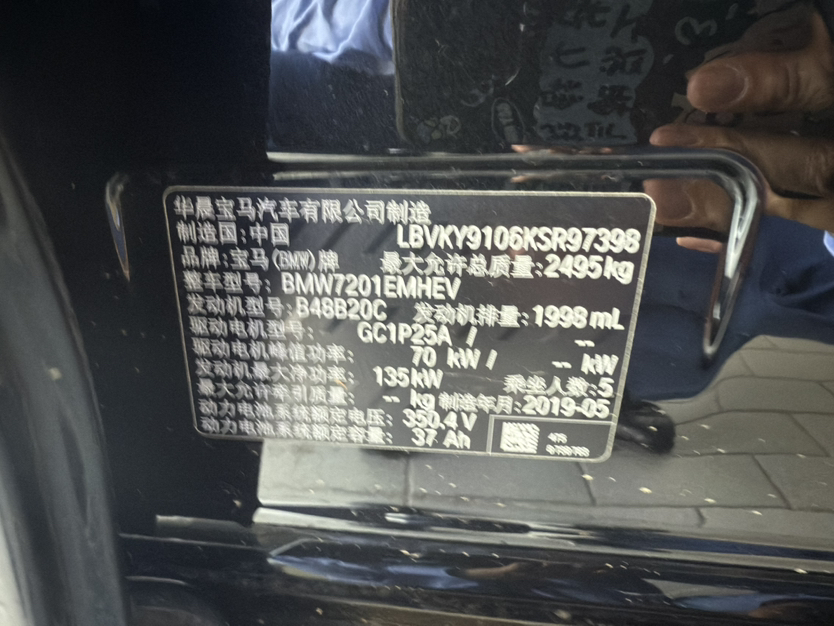 华晨宝马汽车有限公司制造
制造国:中国 LBVKY9106KSR97398
品牌:宝马(BMW)牌 最大允许总质量:2495kg
整车型号: BMW7201EMHEV
发动机型号:B48B20C 发动机排量:1998mL
驱动电机型号: GC1P25A / --
驱动电机峰值功率: 70 kW / -- kW
发动机最大净功率: 135kW 乘坐人数:5
最大允许牵引质量: -- kg 制造年月:2019-05
动力电池系统额定电压: 350.4V
动力电池系统额定容量: 37 Ah